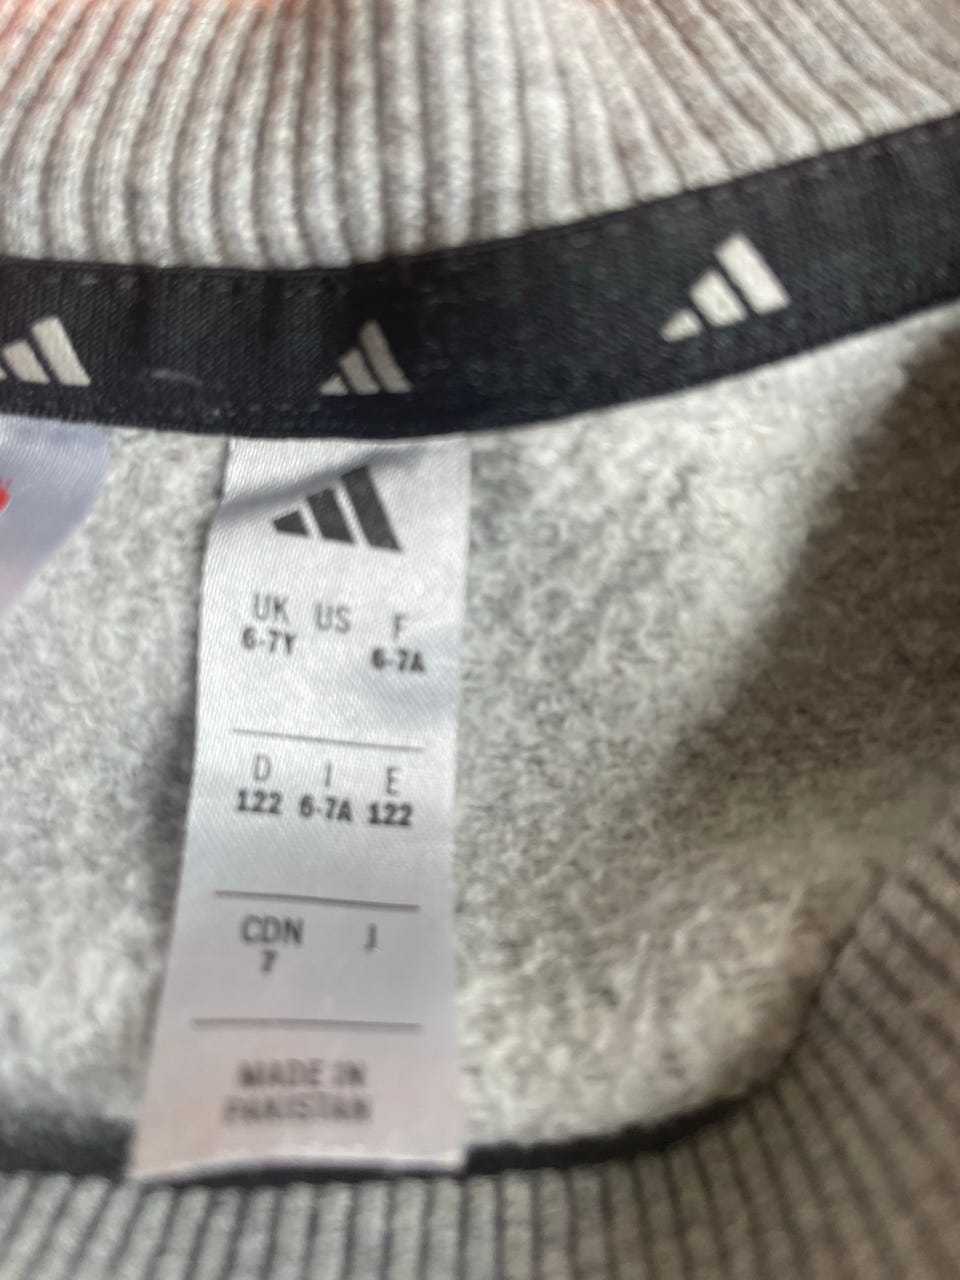 UK US F
6-7Y 6-7A
D I E
122 6-7A 122
CDN J
7
MADE IN
PAKISTAN